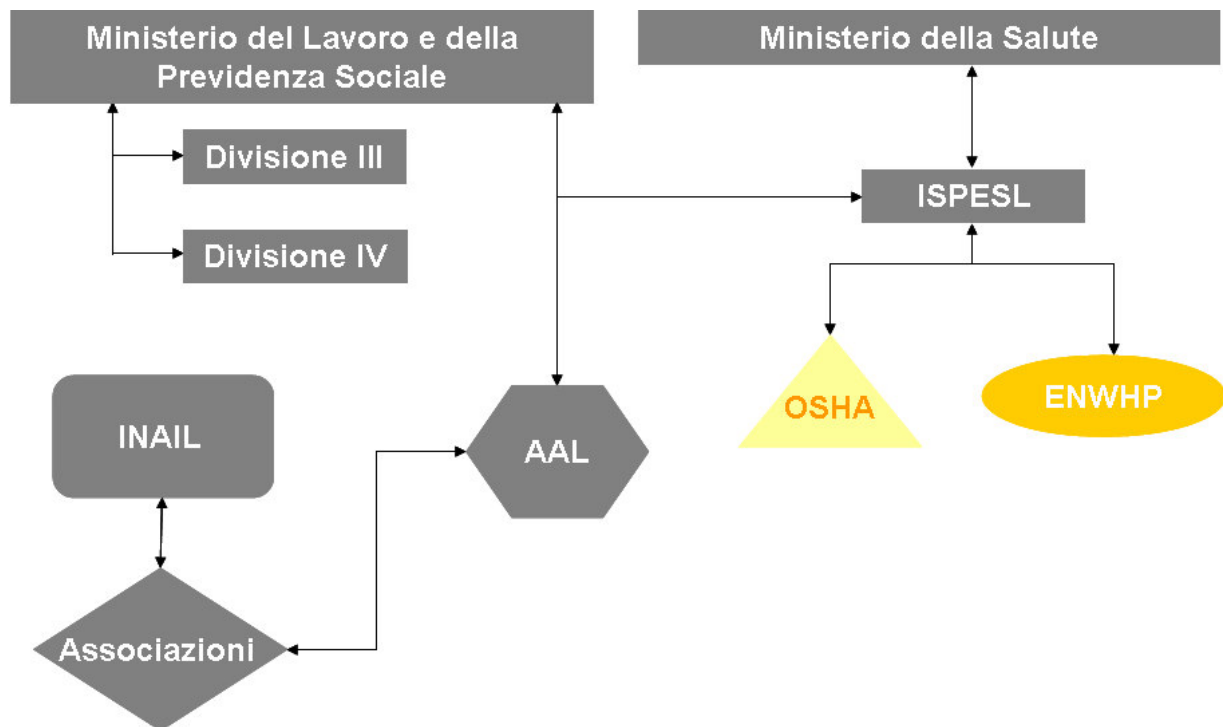 Ministerio del Lavoro e della
Previdenza Sociale
Ministerio della Salute
Divisione III
ISPESL
Divisione IV
OSHA
ENWHP
INAIL
AAL
Associazioni